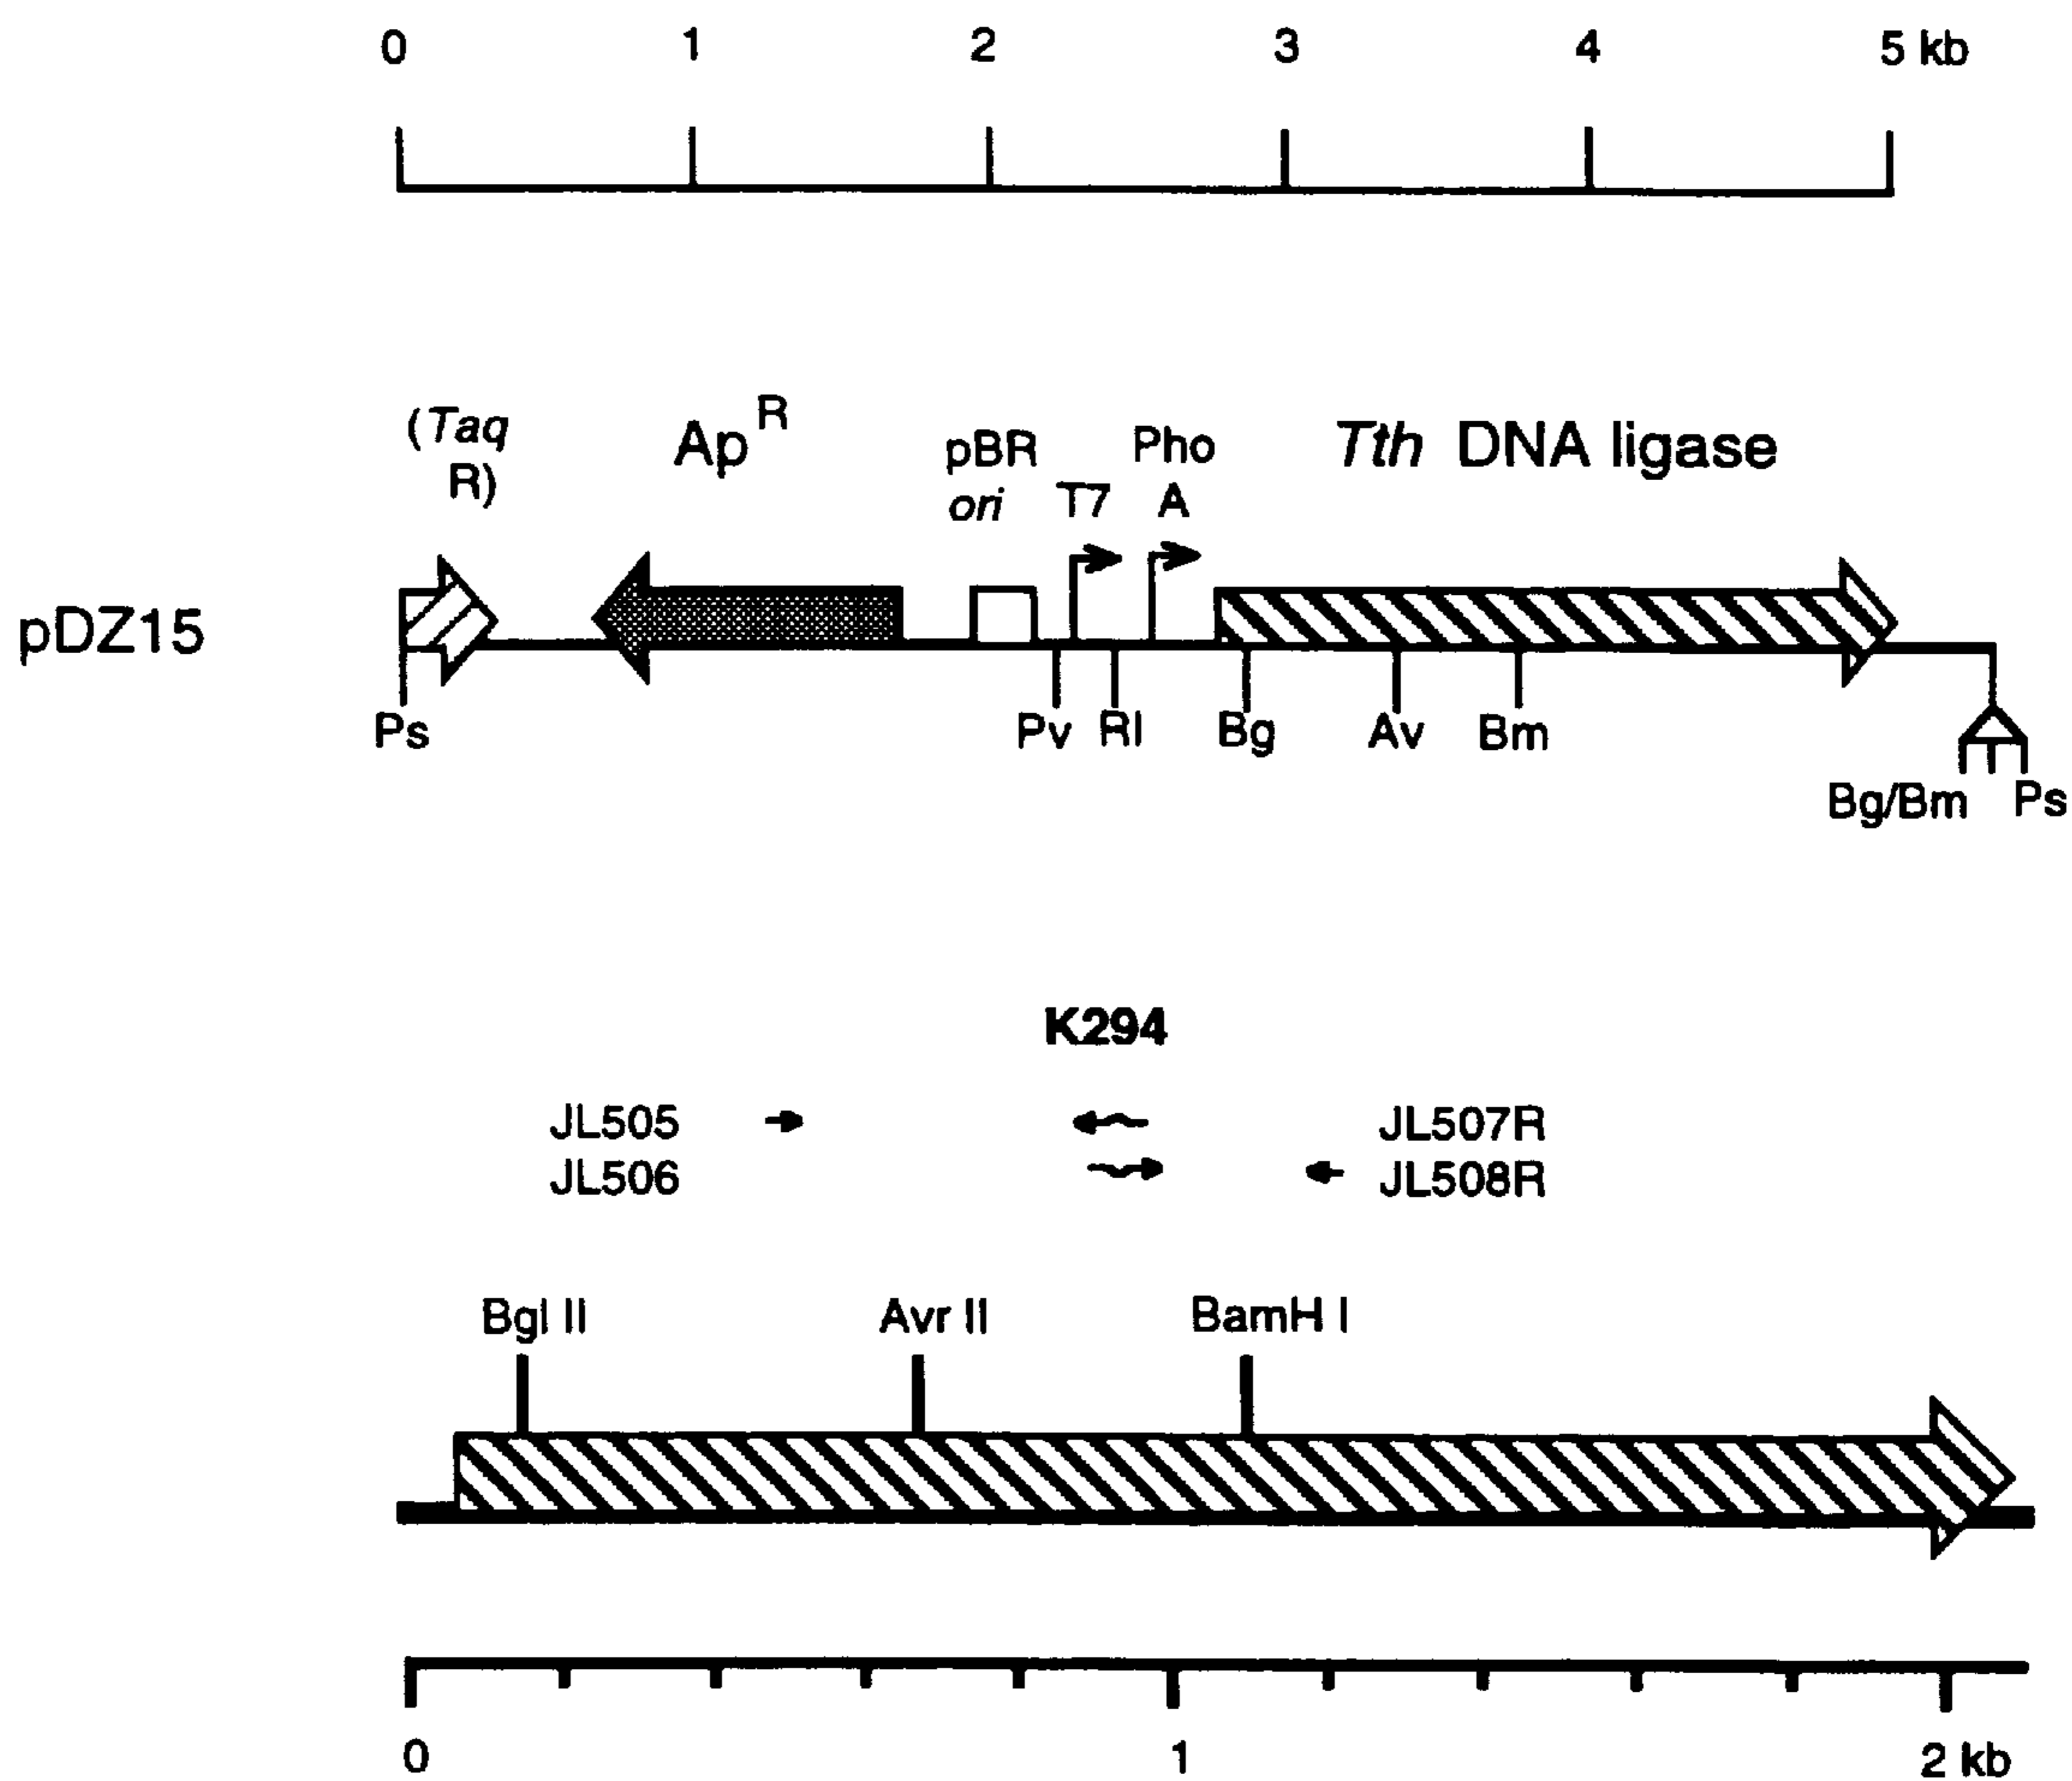 0 1 2 3 4 5 kb
(Taq R) Ap R pBR ori T7 Pho A Tth DNA ligase
pDZ15
Ps Pv RI Bg Av Bm
Bg/Bm Ps
K294
JL505 JL507R
JL506 JL508R
Bgl II Avr II BamH I
0 1 2 kb